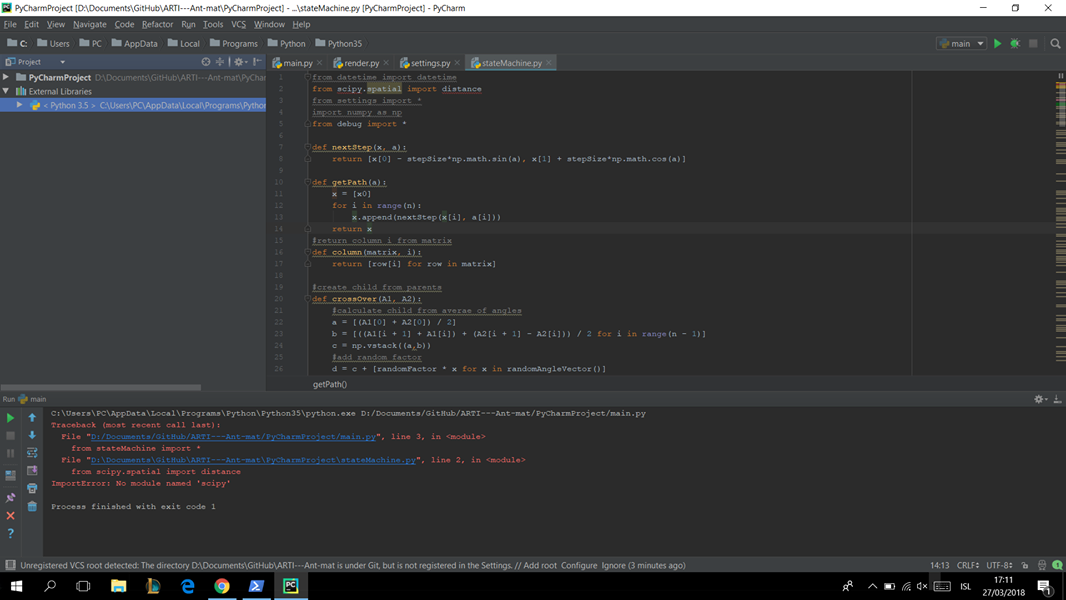 PyCharmProject [D:\Documents\GitHub\ARTI---Ant-mat\PyCharmProject] - ...\stateMachine.py [PyCharmProject] - PyCharm
File Edit View Navigate Code Refactor Run Tools VCS Window Help
C: Users PC AppData Local Programs Python Python35 main
Project main.py render.py settings.py stateMachine.py
PyCharmProject D:\Documents\GitHub\ARTI---Ant-mat\PyChar
External Libraries
< Python 3.5 > C:\Users\PC\AppData\Local\Programs\Python
1 from datetime import datetime
2 from scipy.spatial import distance
3 from settings import *
4 import numpy as np
5 from debug import *
6
7 def nextStep(x, a):
8 return [x[0] - stepSize*np.math.sin(a), x[1] + stepSize*np.math.cos(a)]
9
10 def getPath(a):
11 x = [x0]
12 for i in range(n):
13 x.append(nextStep(x[i], a[i]))
14 return x
15 #return column i from matrix
16 def column(matrix, i):
17 return [row[i] for row in matrix]
18
19 #create child from parents
20 def crossOver(A1, A2):
21 #calculate child from averse of angles
22 a = [(A1[0] + A2[0]) / 2]
23 b = [((A1[i + 1] + A1[i]) + (A2[i + 1] - A2[i])) / 2 for i in range(n - 1)]
24 c = np.vstack((a,b))
25 #add random factor
26 d = c + [randomFactor * x for x in randomAngleVector()]
getPath()
Run main
C:\Users\PC\AppData\Local\Programs\Python\Python35\python.exe D:/Documents/GitHub/ARTI---Ant-mat/PyCharmProject/main.py
Traceback (most recent call last):
File "D:/Documents/GitHub/ARTI---Ant-mat/PyCharmProject/main.py", line 3, in <module>
from stateMachine import *
File "D:\Documents\GitHub\ARTI---Ant-mat\PyCharmProject\stateMachine.py", line 2, in <module>
from scipy.spatial import distance
ImportError: No module named 'scipy'
Process finished with exit code 1
Unregistered VCS root detected: The directory D:\Documents\GitHub\ARTI---Ant-mat is under Git, but is not registered in the Settings. // Add root Configure Ignore (3 minutes ago) 14:13 CRLF UTF-8 1
ISL 17:11
27/03/2018 1